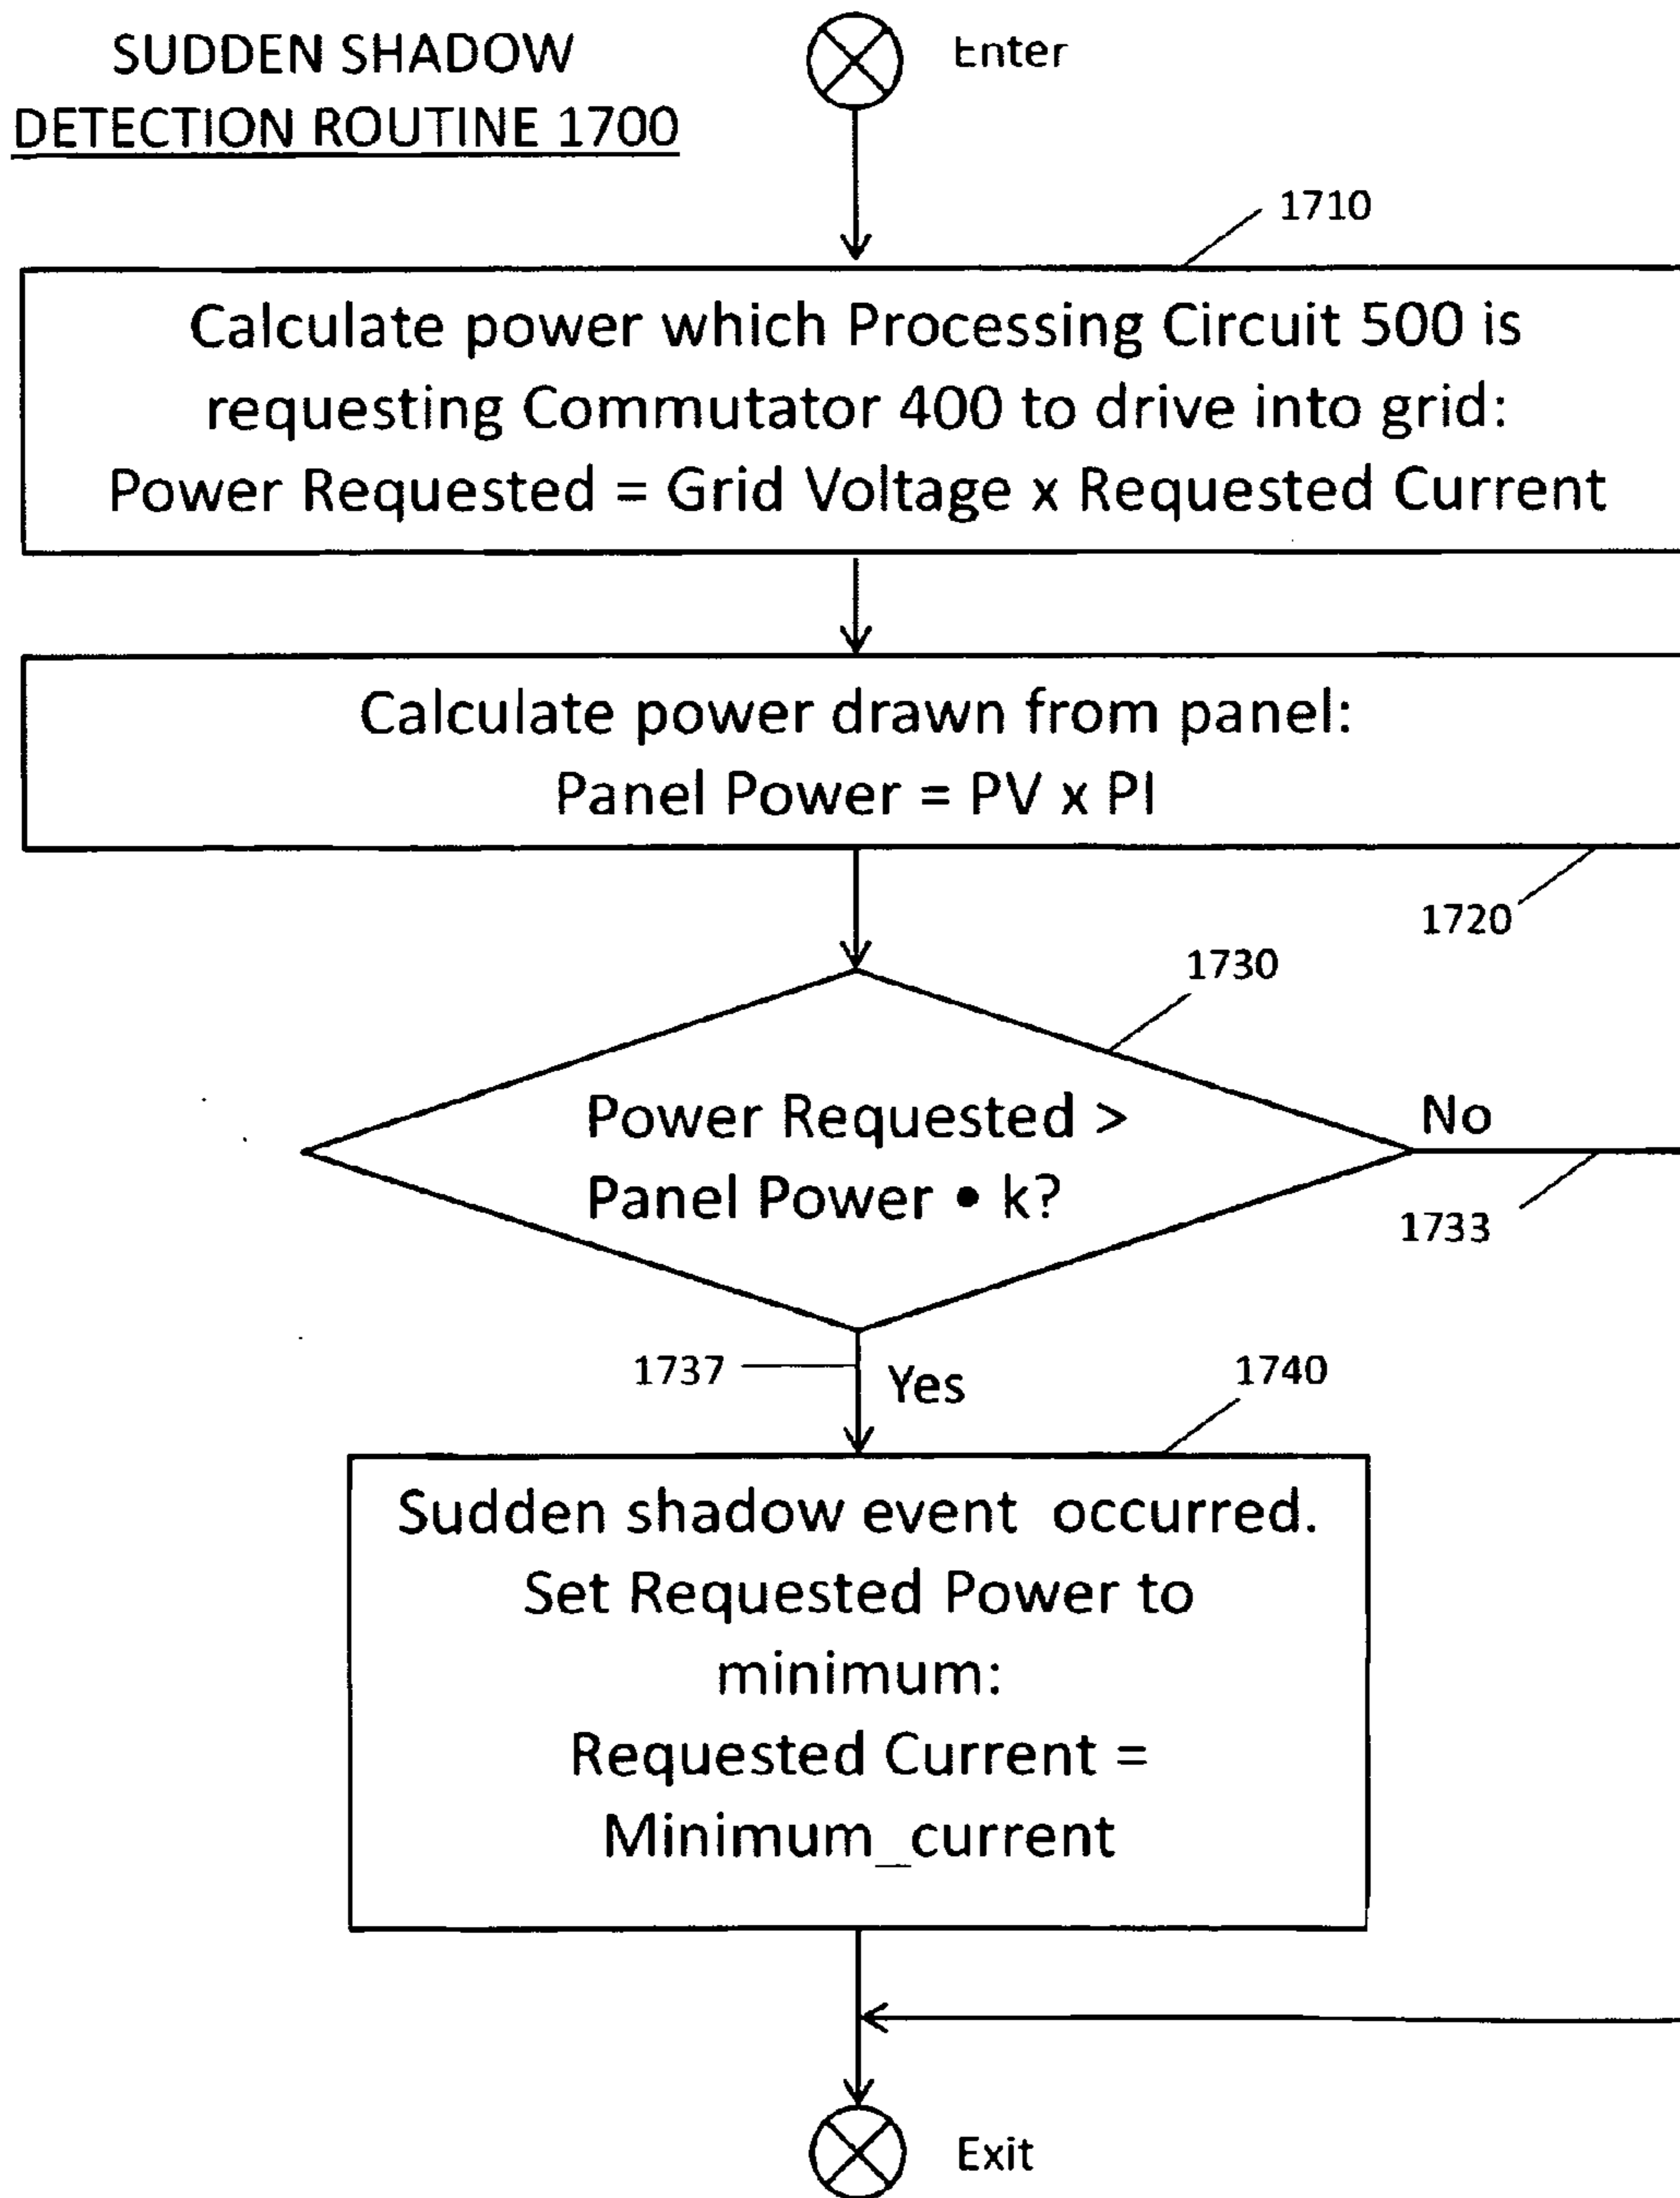 SUDDEN SHADOW
DETECTION ROUTINE 1700
Enter
1710
Calculate power which Processing Circuit 500 is
requesting Commutator 400 to drive into grid:
Power Requested = Grid Voltage x Requested Current
Calculate power drawn from panel:
Panel Power = PV x PI
1720
1730
Power Requested >
Panel Power • k?
No
1733
1737
Yes
1740
Sudden shadow event occurred.
Set Requested Power to
minimum:
Requested Current =
Minimum_current
Exit